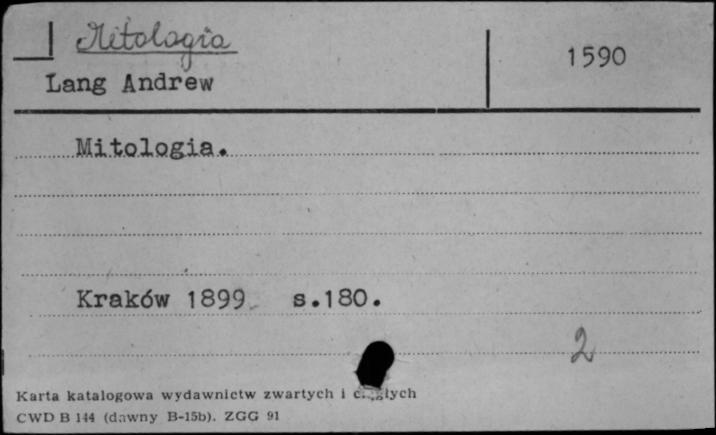 Mitologia
1590
Lang Andrew
Mitologia.
Kraków 1899 s.180.
2
Karta katalogowa wydawnictw zwartych i
CWD B 144 (dawny B-15b). ZGG 91